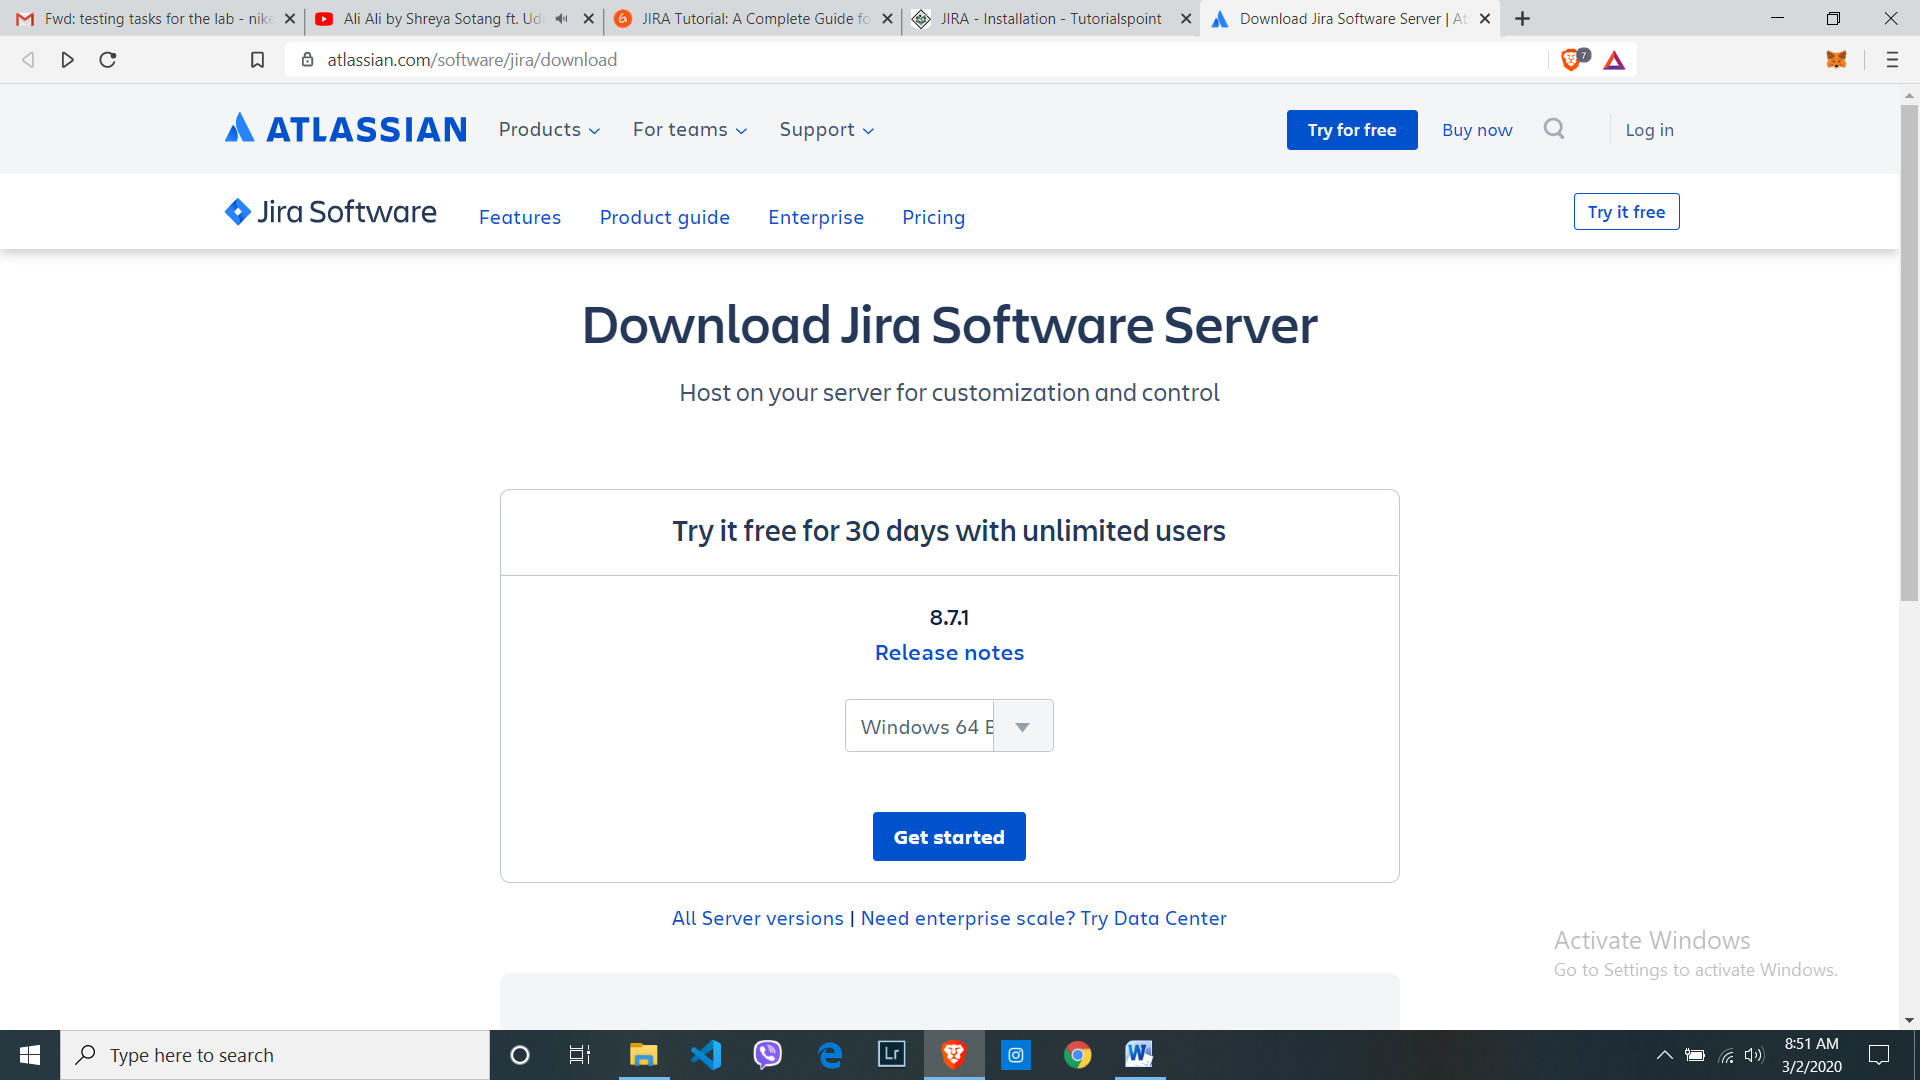 Fwd: testing tasks for the lab - nike
Ali Ali by Shreya Sotang ft. Uda
JIRA Tutorial: A Complete Guide fo
JIRA - Installation - Tutorialspoint
Download Jira Software Server | At
atlassian.com/software/jira/download
7
ATLASSIAN
Products
For teams
Support
Try for free
Buy now
Log in
Jira Software
Features
Product guide
Enterprise
Pricing
Try it free
Download Jira Software Server
Host on your server for customization and control
Try it free for 30 days with unlimited users
8.7.1
Release notes
Windows 64 B
Get started
All Server versions | Need enterprise scale? Try Data Center
Activate Windows
Go to Settings to activate Windows.
Type here to search
Lr
W
8:51 AM
3/2/2020